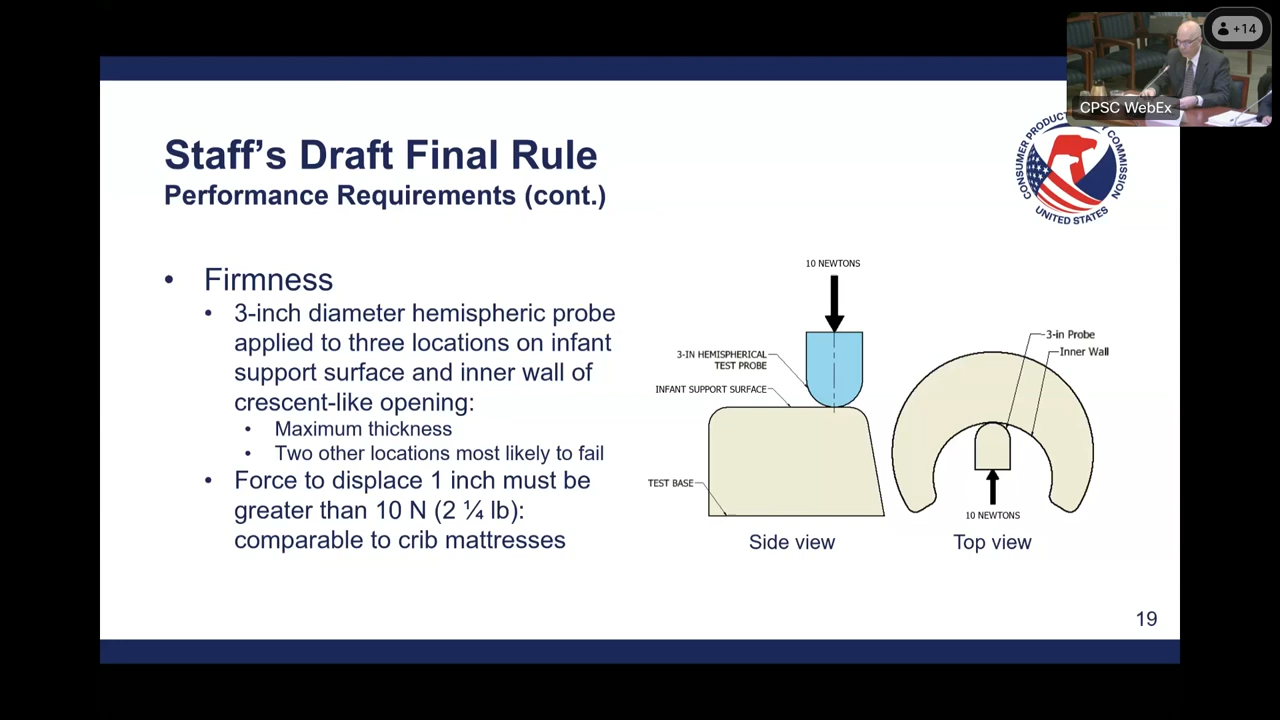 +14
CPSC WebEx
Staff's Draft Final Rule
Performance Requirements (cont.)
CONSUMER PRODUCT SAFETY COMMISSION
UNITED STATES
• Firmness
• 3-inch diameter hemispheric probe
applied to three locations on infant
support surface and inner wall of
crescent-like opening:
• Maximum thickness
• Two other locations most likely to fail
• Force to displace 1 inch must be
greater than 10 N (2 ¼ lb):
comparable to crib mattresses
10 NEWTONS
3-IN HEMISPHERICAL
TEST PROBE
INFANT SUPPORT SURFACE
TEST BASE
Side view
3-in Probe
Inner Wall
10 NEWTONS
Top view
19